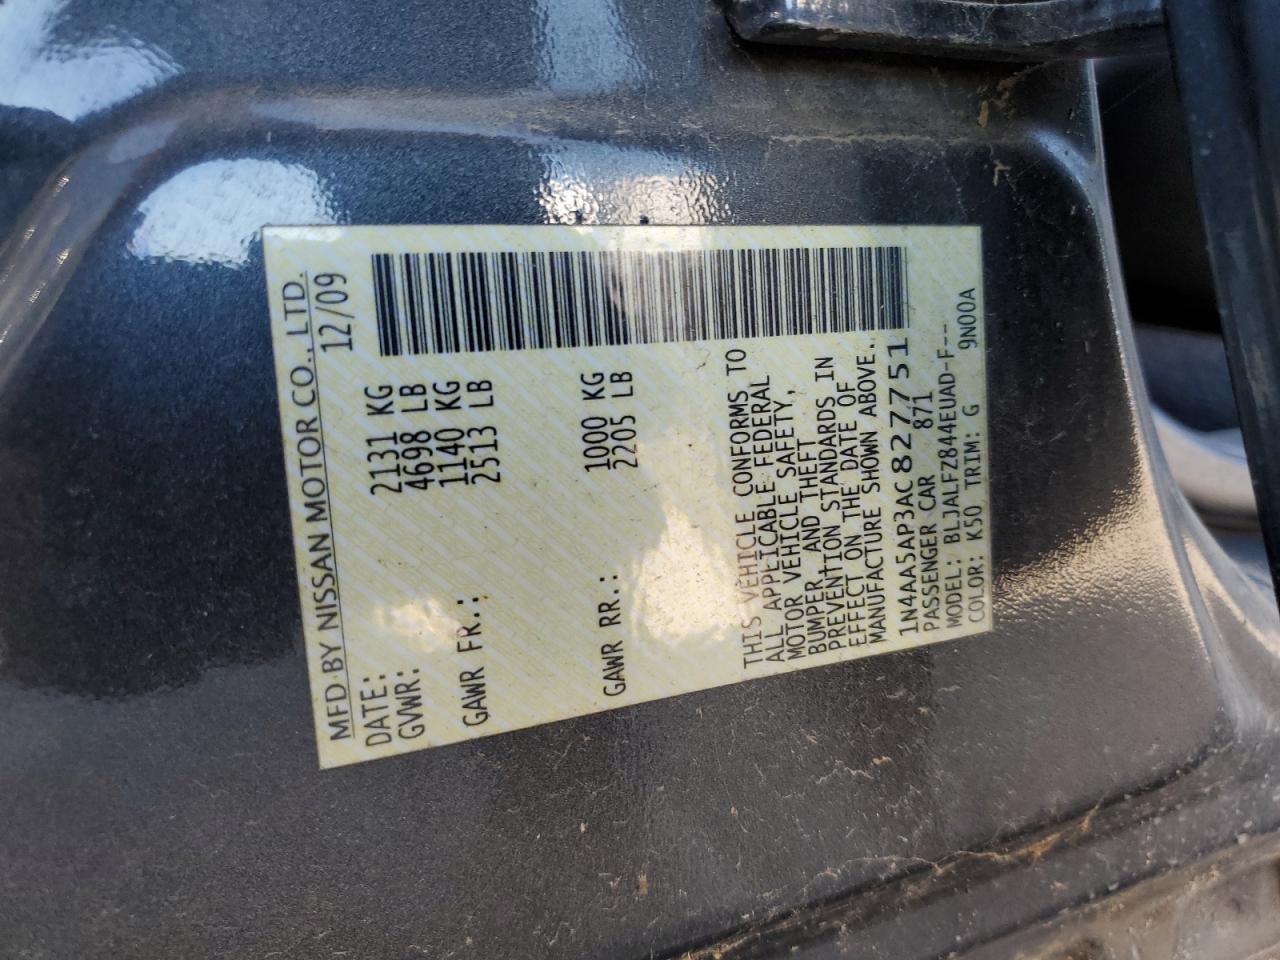 MFD BY NISSAN MOTOR CO., LTD.
DATE: 12/09
GVWR: 2131 KG
4698 LB
GAWR FR.: 1140 KG
2513 LB
GAWR RR.: 1000 KG
2205 LB
THIS VEHICLE CONFORMS TO
ALL APPLICABLE FEDERAL
MOTOR VEHICLE SAFETY,
BUMPER, AND THEFT
PREVENTION STANDARDS IN
EFFECT ON THE DATE OF
MANUFACTURE SHOWN ABOVE.
1N4AA5AP3AC827751
PASSENGER CAR 871
MODEL: BLJALFZ844EUAD-F--
COLOR: K50 TRIM: G 9N00A